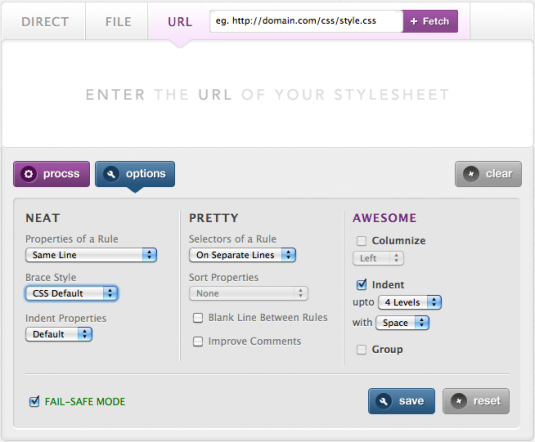 DIRECT FILE URL eg. http://domain.com/css/style.css + Fetch
ENTER THE URL OF YOUR STYLESHEET
procss options clear
NEAT PRETTY AWESOME
Properties of a Rule Selectors of a Rule Columnize
Same Line On Separate Lines Left
Brace Style Sort Properties Indent
CSS Default None upto 4 Levels
Indent Properties Blank Line Between Rules with Space
Default Improve Comments Group
FAIL-SAFE MODE save reset